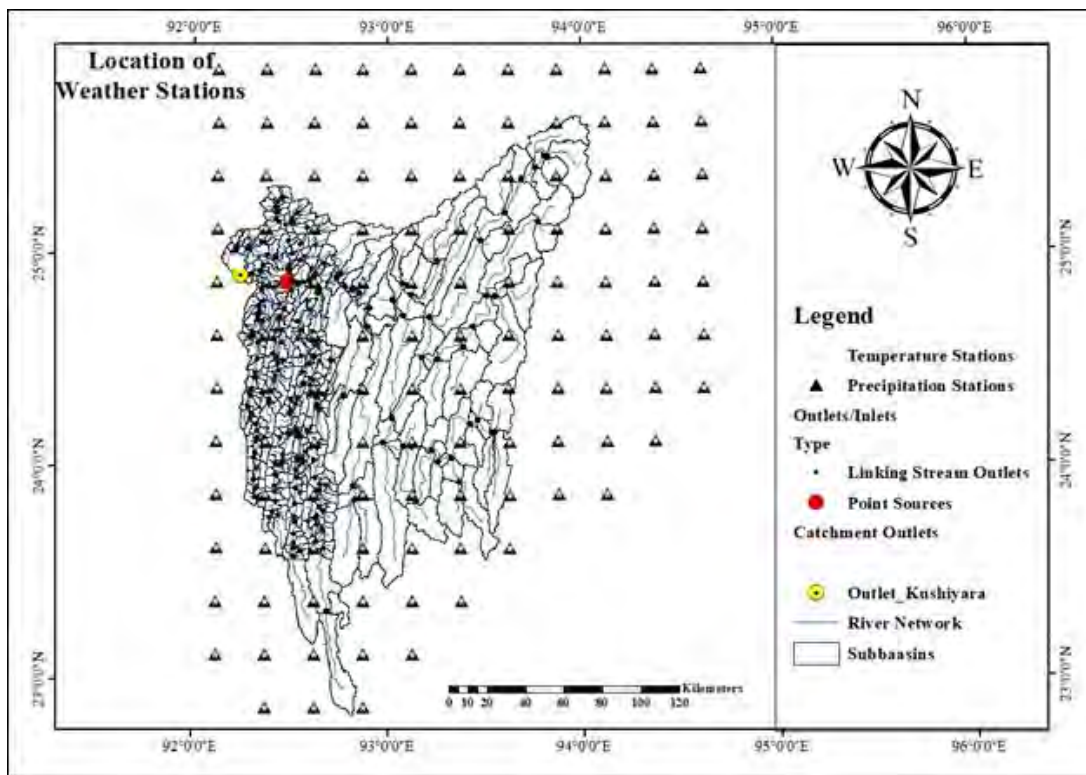 92°0'0"E 93°0'0"E 94°0'0"E 95°0'0"E 96°0'0"E
Location of
Weather Stations
N
W E
S
25°0'0"N 25°0'0"N
Legend
Temperature Stations
Precipitation Stations
Outlets/Inlets
Type
24°0'0"N 24°0'0"N
Linking Stream Outlets
Point Sources
Catchment Outlets
Outlet_Kushiyara
River Network
Subbaasins
23°0'0"N 23°0'0"N
Kilometers
0 10 20 40 60 80 100 120
92°0'0"E 93°0'0"E 94°0'0"E 95°0'0"E 96°0'0"E